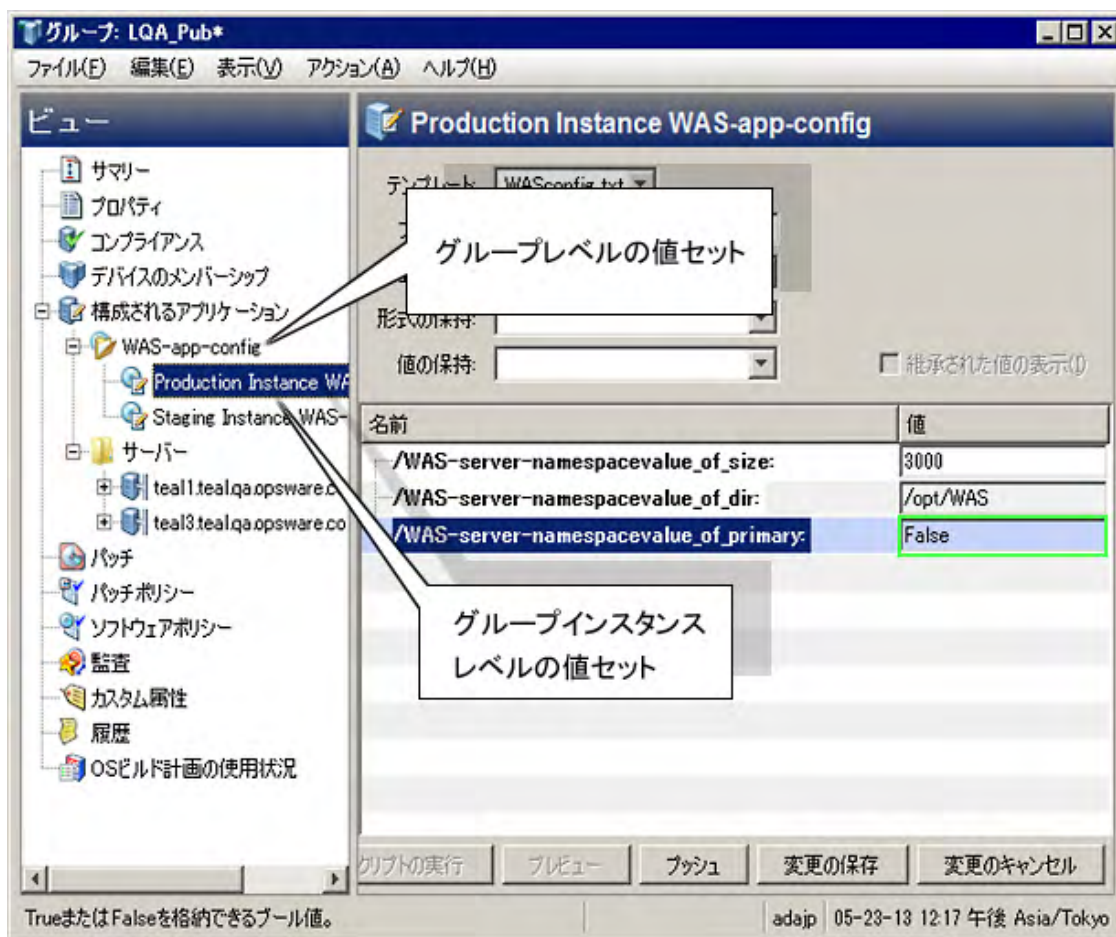 グループ: LQA_Pub*
ファイル(F) 編集(E) 表示(V) アクション(A) ヘルプ(H)
ビュー
サマリー
プロパティ
コンプライアンス
デバイスのメンバーシップ
構成されるアプリケーション
WAS-app-config
Production Instance WA
Staging Instance WAS-
サーバー
teal1.teal.qa.opsware.c
teal3.teal.qa.opsware.co
パッチ
パッチポリシー
ソフトウェアポリシー
監査
カスタム属性
履歴
OSビルド計画の使用状況
Production Instance WAS-app-config
テンプレート: WASconfig.txt
グループレベルの値セット
形式の保持:
値の保持: 継承された値の表示(I)
名前 値
/WAS-server-namespacevalue_of_size: 3000
/WAS-server-namespacevalue_of_dir: /opt/WAS
/WAS-server-namespacevalue_of_primary: False
グループインスタンス
レベルの値セット
クリプトの実行 プレビュー プッシュ 変更の保存 変更のキャンセル
TrueまたはFalseを格納できるブール値。 adajp 05-23-13 12:17 午後 Asia/Tokyo